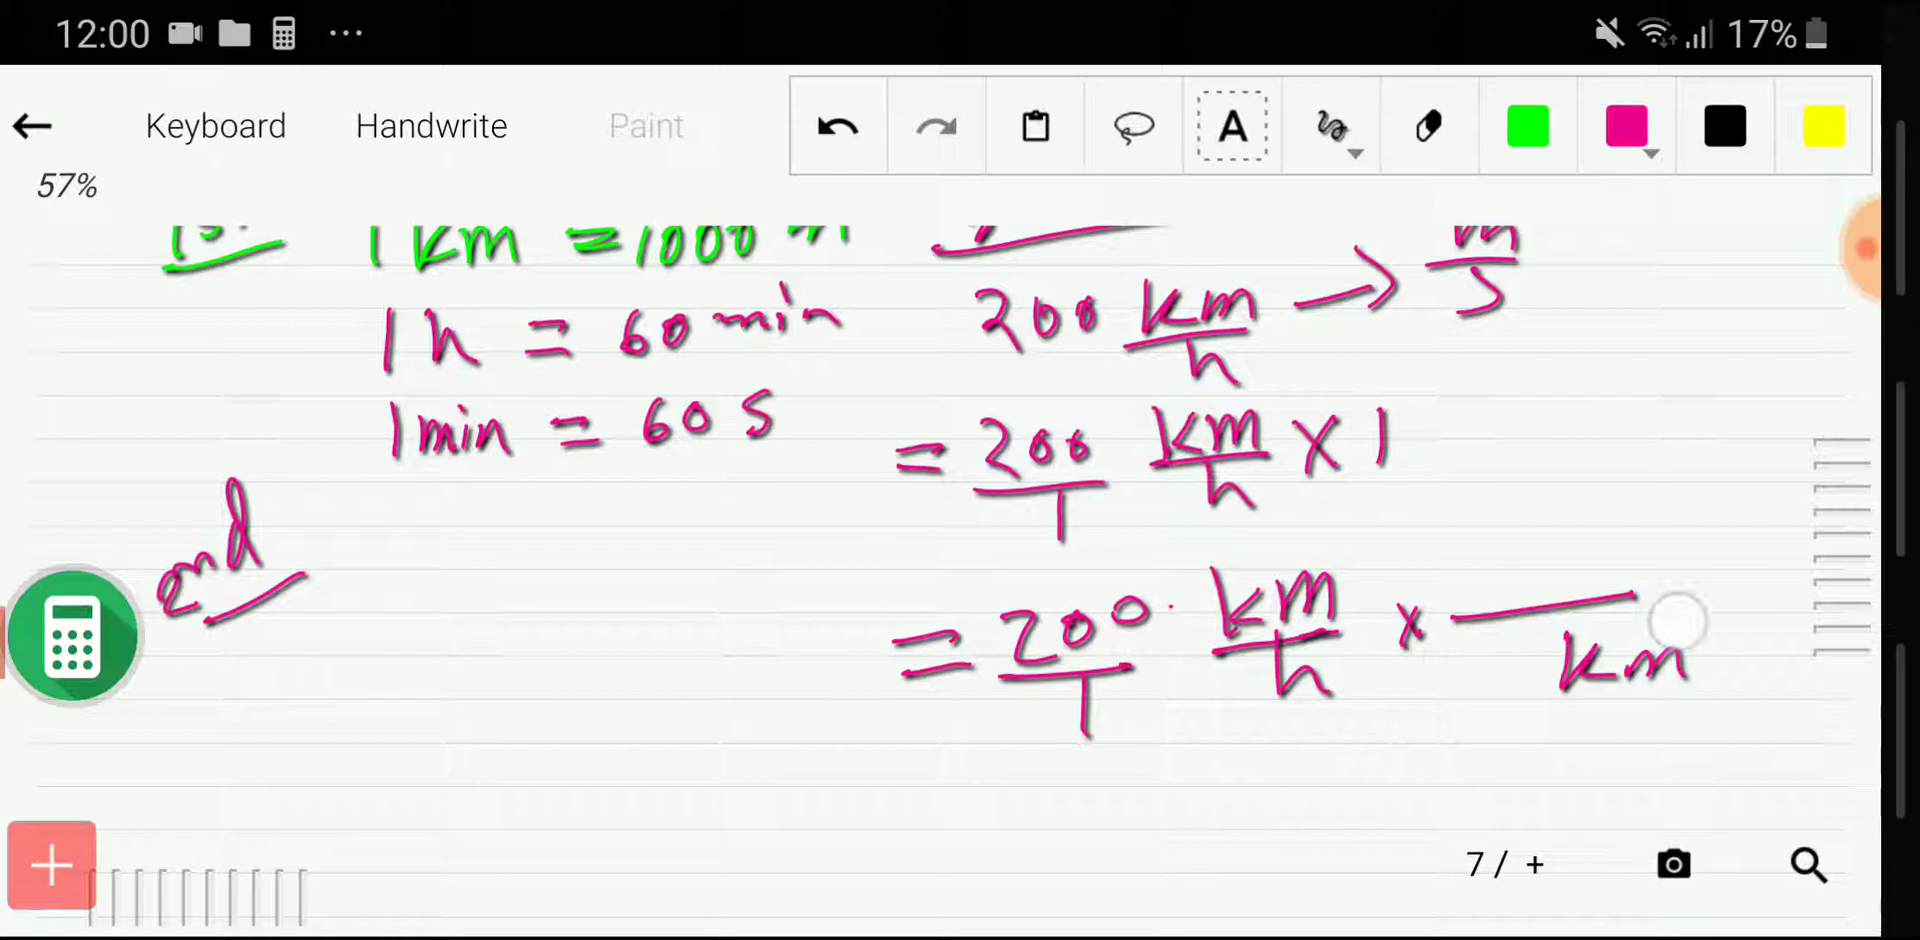 12:00 ... 17%
Keyboard Handwrite Paint A
57%
1 km = 1000
1h = 60 min
1 min = 60 s
2nd
m/s
200 km/h →
= 200/1 km/h × 1
= 200/1 · km/h × /km
7 / +